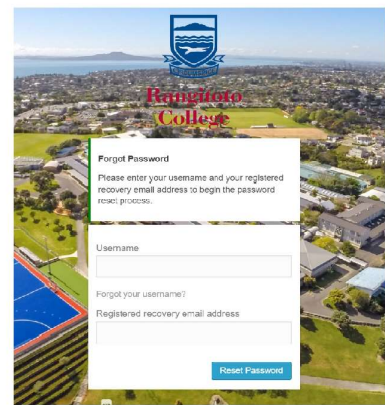 Rangitoto
College
Forgot Password
Please enter your username and your registered
recovery email address to begin the password
reset process.
Username
Forgot your username?
Registered recovery email address
Reset Password